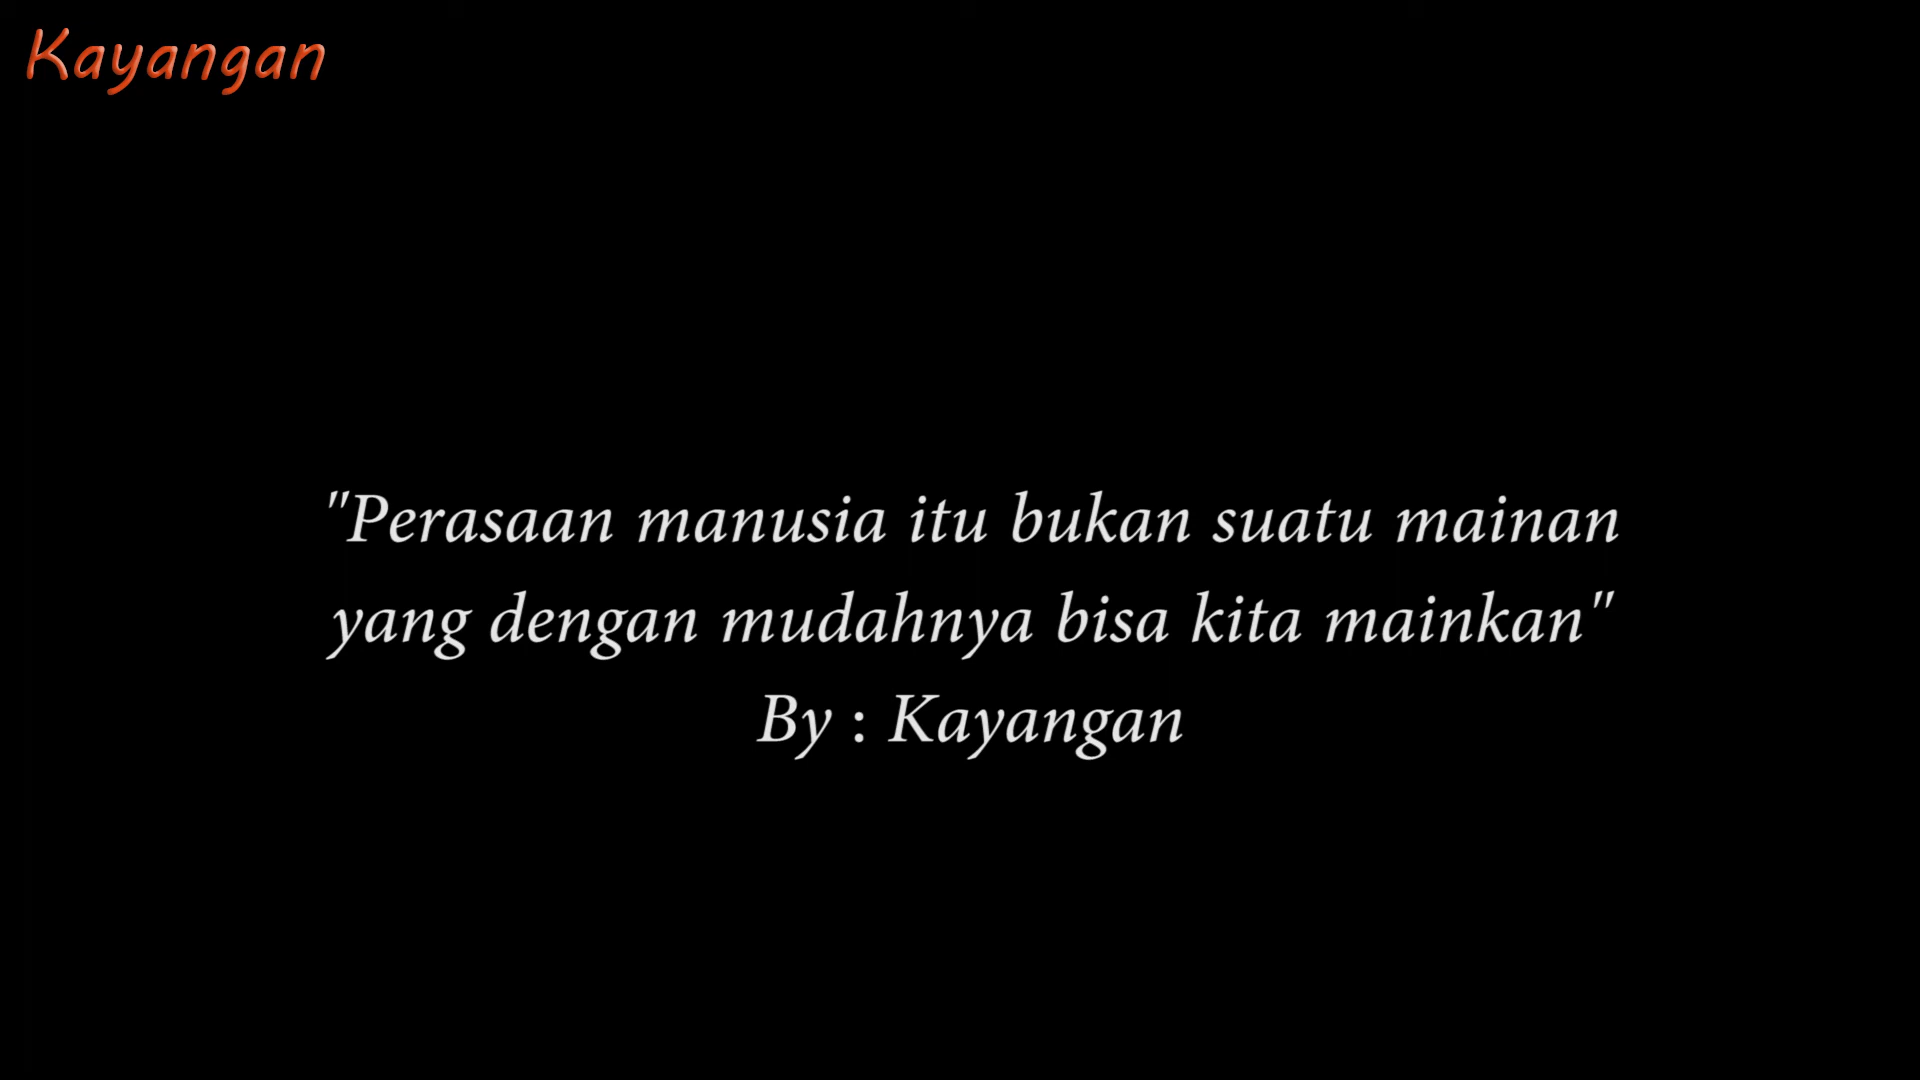 Kayangan
"Perasaan manusia itu bukan suatu mainan
yang dengan mudahnya bisa kita mainkan"
By : Kayangan